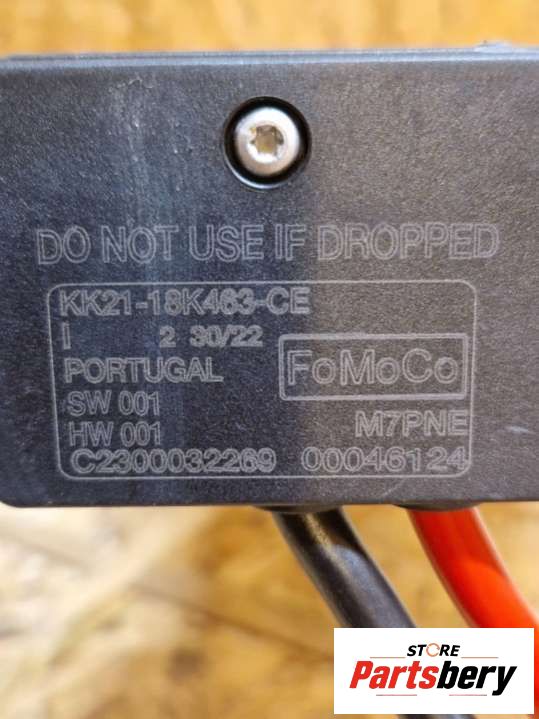 DO NOT USE IF DROPPED
KK21-18K463-CE
I 2 30/22
PORTUGAL
FoMoCo
SW 001
HW 001
M7PNE
C2300032269 00046124
STORE
Partsbery